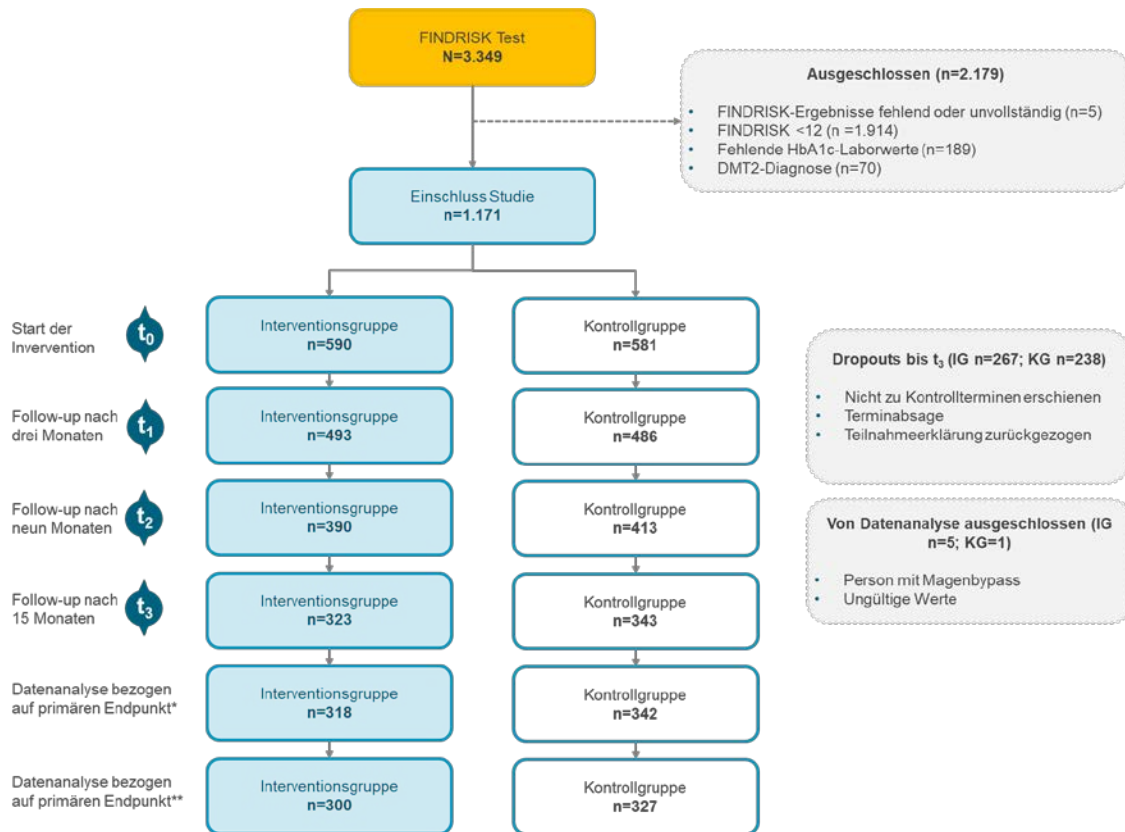 FINDRISK Test
N=3.349
Ausgeschlossen (n=2.179)
• FINDRISK-Ergebnisse fehlend oder unvollständig (n=5)
• FINDRISK <12 (n =1.914)
• Fehlende HbA1c-Laborwerte (n=189)
• DMT2-Diagnose (n=70)
Einschluss Studie
n=1.171
Start der
Invervention
t0
Interventionsgruppe
n=590
Kontrollgruppe
n=581
Dropouts bis t3 (IG n=267; KG n=238)
• Nicht zu Kontrollterminen erschienen
• Terminabsage
• Teilnahmeerklärung zurückgezogen
Follow-up nach
drei Monaten
t1
Interventionsgruppe
n=493
Kontrollgruppe
n=486
Follow-up nach
neun Monaten
t2
Interventionsgruppe
n=390
Kontrollgruppe
n=413
Von Datenanalyse ausgeschlossen (IG
n=5; KG=1)
• Person mit Magenbypass
• Ungültige Werte
Follow-up nach
15 Monaten
t3
Interventionsgruppe
n=323
Kontrollgruppe
n=343
Datenanalyse bezogen
auf primären Endpunkt*
Interventionsgruppe
n=318
Kontrollgruppe
n=342
Datenanalyse bezogen
auf primären Endpunkt**
Interventionsgruppe
n=300
Kontrollgruppe
n=327